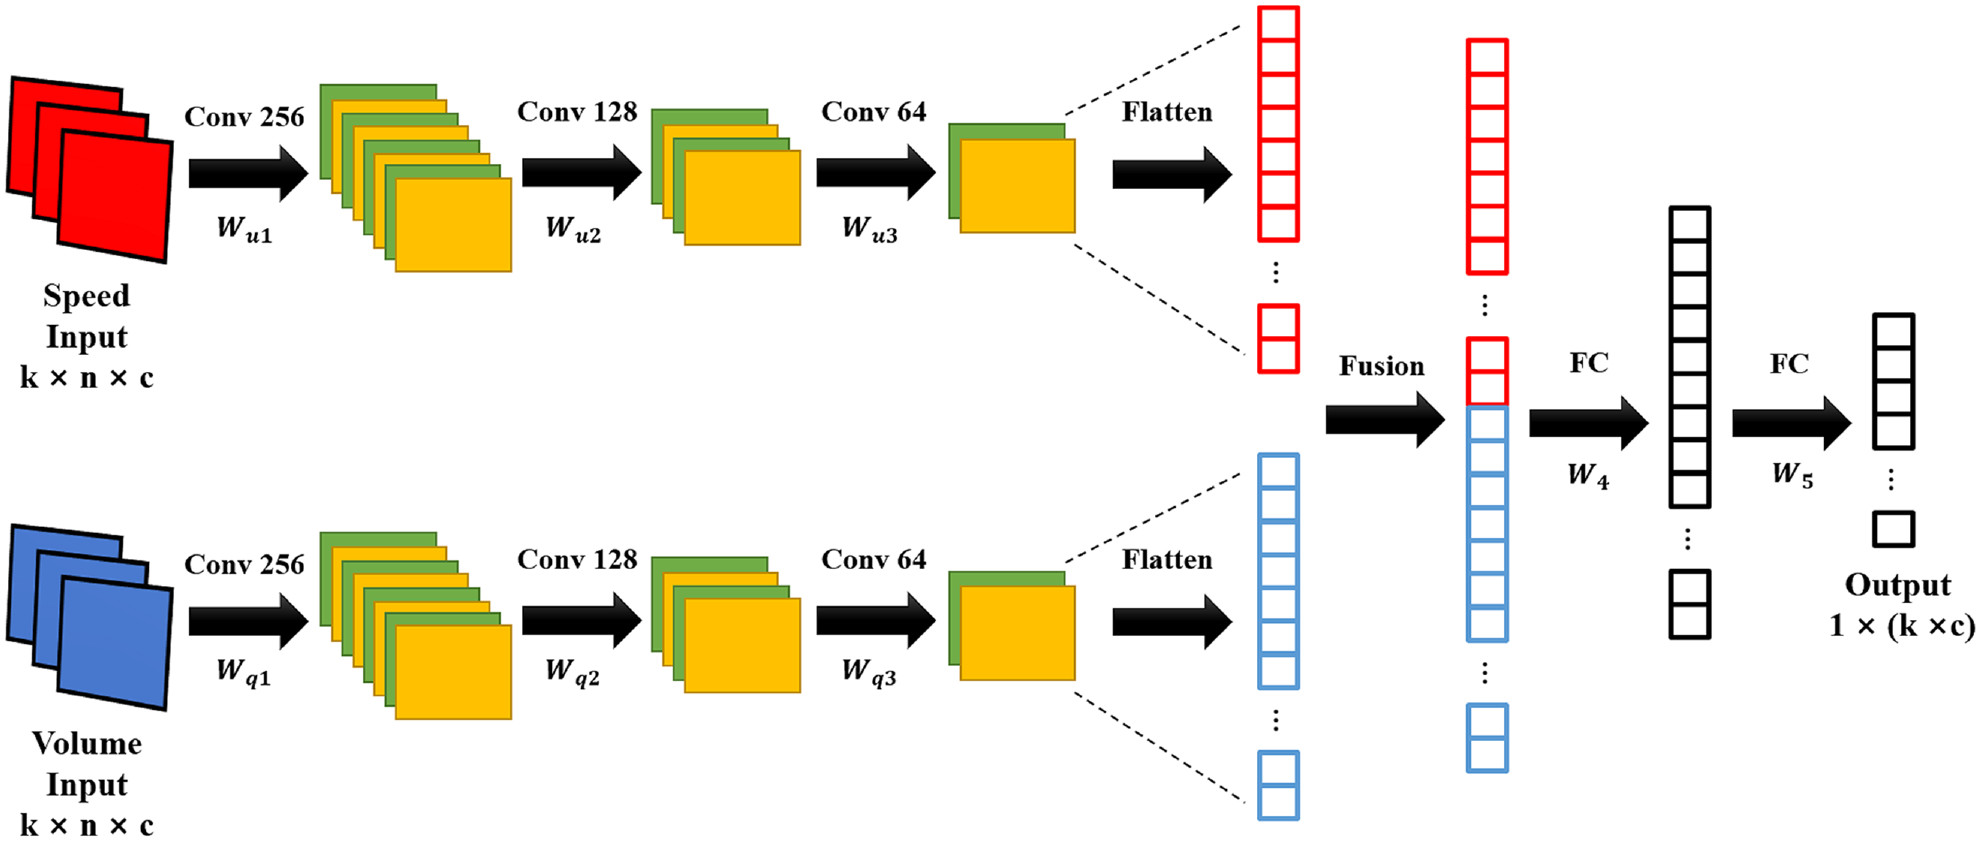 Conv 256
Conv 128
Conv 64
Flatten
W_{u1}
W_{u2}
W_{u3}
Speed
Input
k × n × c
Fusion
FC
FC
W_4
W_5
Conv 256
Conv 128
Conv 64
Flatten
W_{q1}
W_{q2}
W_{q3}
Volume
Input
k × n × c
Output
1 × (k ×c)